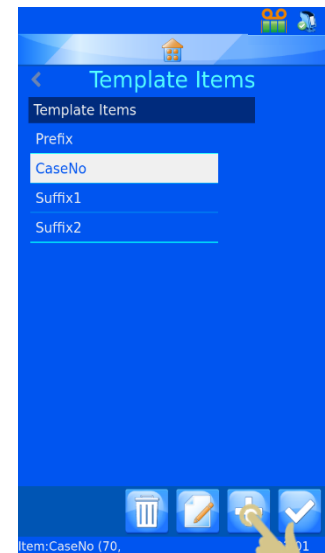 Template Items
Template Items
Prefix
CaseNo
Suffix1
Suffix2
Item:CaseNo (70,
01